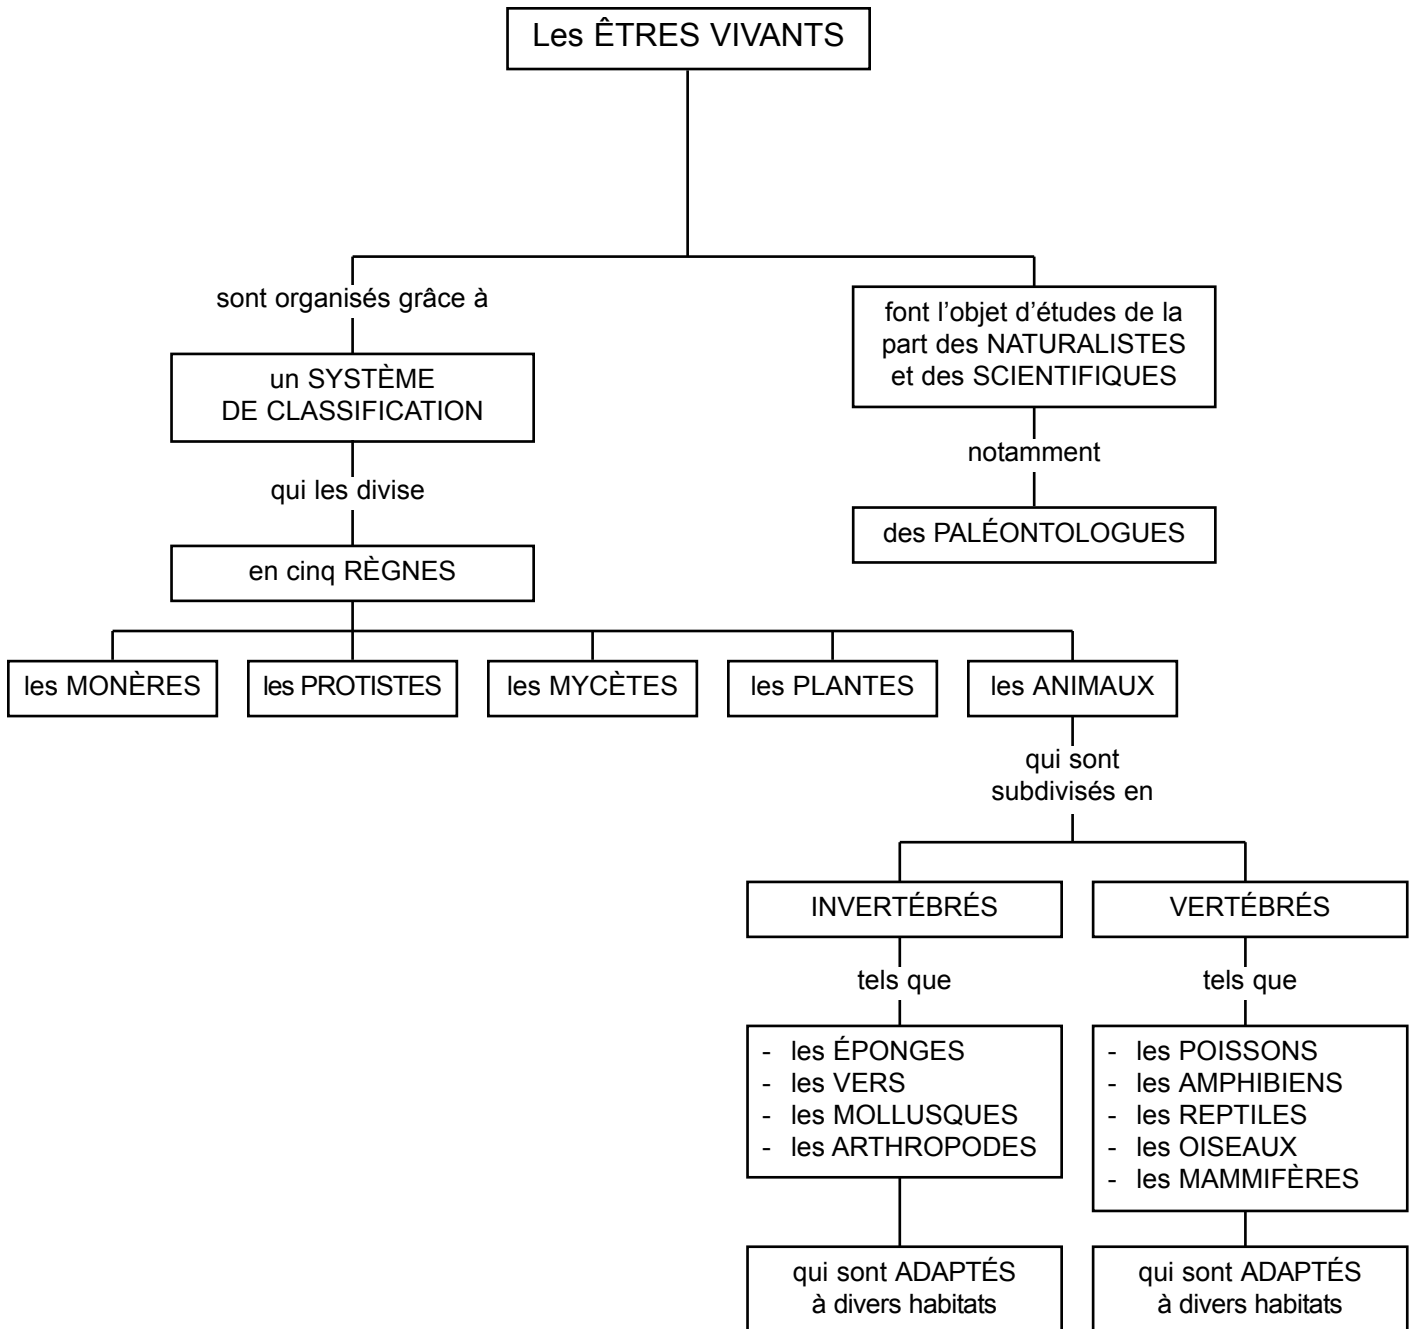 Les ÊTRES VIVANTS
sont organisés grâce à
un SYSTÈME
DE CLASSIFICATION
qui les divise
en cinq RÈGNES
font l’objet d’études de la
part des NATURALISTES
et des SCIENTIFIQUES
notamment
des PALÉONTOLOGUES
les MONÈRES
les PROTISTES
les MYCÈTES
les PLANTES
les ANIMAUX
qui sont
subdivisés en
INVERTÉBRÉS
tels que
- les ÉPONGES
- les VERS
- les MOLLUSQUES
- les ARTHROPODES
qui sont ADAPTÉS
à divers habitats
VERTÉBRÉS
tels que
- les POISSONS
- les AMPHIBIENS
- les REPTILES
- les OISEAUX
- les MAMMIFÈRES
qui sont ADAPTÉS
à divers habitats